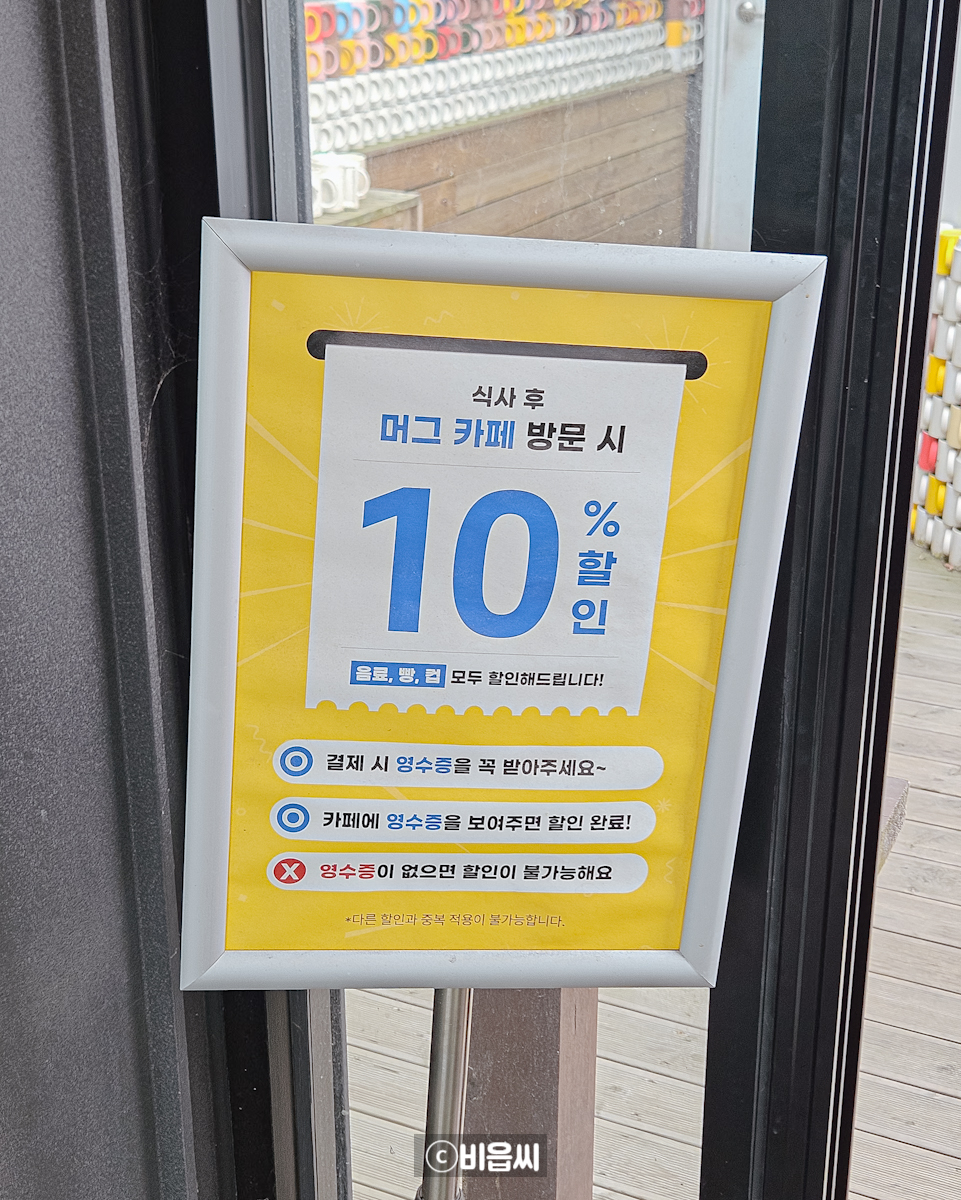 식사 후
머그 카페 방문 시
10%
할인
음료, 빵, 컵 모두 할인해드립니다!
결제 시 영수증을 꼭 받아주세요~
카페에 영수증을 보여주면 할인 완료!
X 영수증이 없으면 할인이 불가능해요
*다른 할인과 중복 적용이 불가능합니다.
ⓒ비읍씨